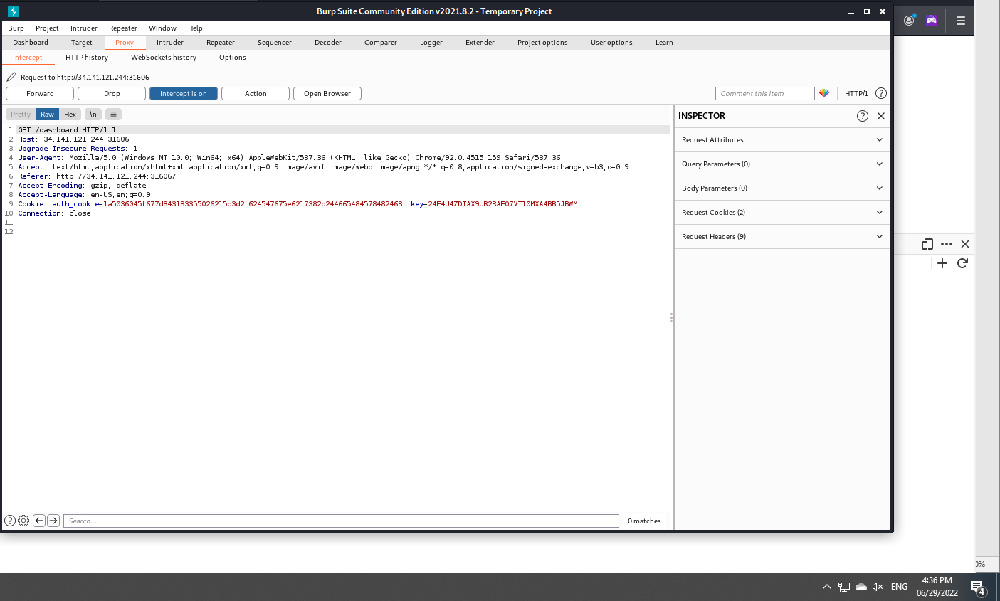 Burp Suite Community Edition v2021.8.2 - Temporary Project
Burp Project Intruder Repeater Window Help
Dashboard Target Proxy Intruder Repeater Sequencer Decoder Comparer Logger Extender Project options User options Learn
Intercept HTTP history WebSockets history Options
Request to http://34.141.121.244:31606
Forward Drop Intercept is on Action Open Browser Comment this item HTTP/1 ?
Pretty Raw Hex \n
INSPECTOR ?
1 GET /dashboard HTTP/1.1
2 Host: 34.141.121.244:31606
3 Upgrade-Insecure-Requests: 1
4 User-Agent: Mozilla/5.0 (Windows NT 10.0; Win64; x64) AppleWebKit/537.36 (KHTML, like Gecko) Chrome/92.0.4515.159 Safari/537.36
5 Accept: text/html,application/xhtml+xml,application/xml;q=0.9,image/avif,image/webp,image/apng,*/*;q=0.8,application/signed-exchange;v=b3;q=0.9
6 Referer: http://34.141.121.244:31606/
7 Accept-Encoding: gzip, deflate
8 Accept-Language: en-US,en;q=0.9
9 Cookie: auth_cookie=1a5036045f677d343133355026215b3d2f624547675e6217382b244665484578482463; key=24F4U4ZDTAX9UR2RAEO7VT10MXA4BB5JBWM
10 Connection: close
11
12
Request Attributes
Query Parameters (0)
Body Parameters (0)
Request Cookies (2)
Request Headers (9)
? Search... 0 matches
0%
ENG 4:36 PM
06/29/2022
4